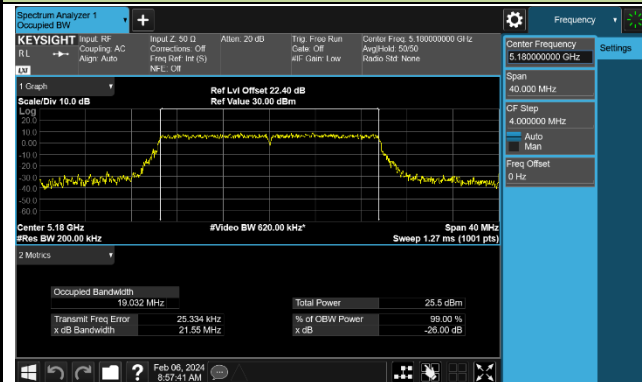 Spectrum Analyzer 1
Occupied BW
Frequency
KEYSIGHT
RL
Input: RF
Coupling: AC
Align: Auto
Input Z: 50 Ω
Corrections: Off
Freq Ref: Int (S)
NFE: Off
Atten: 20 dB
Trig: Free Run
Gate: Off
#IF Gain: Low
Center Freq: 5.180000000 GHz
Avg|Hold: 50/50
Radio Std: None
LXI
Center Frequency
5.180000000 GHz
Settings
Span
40.000 MHz
CF Step
4.000000 MHz
Auto
Man
Freq Offset
0 Hz
1 Graph
Scale/Div 10.0 dB
Ref Lvl Offset 22.40 dB
Ref Value 30.00 dBm
Log
20.0
10.0
0.00
-10.0
-20.0
-30.0
-40.0
-50.0
-60.0
Center 5.18 GHz
#Res BW 200.00 kHz
#Video BW 620.00 kHz*
Span 40 MHz
Sweep 1.27 ms (1001 pts)
2 Metrics
Occupied Bandwidth
19.032 MHz
Total Power 25.5 dBm
Transmit Freq Error 25.334 kHz
% of OBW Power 99.00 %
x dB Bandwidth 21.55 MHz
x dB -26.00 dB
Feb 06, 2024
8:57:41 AM